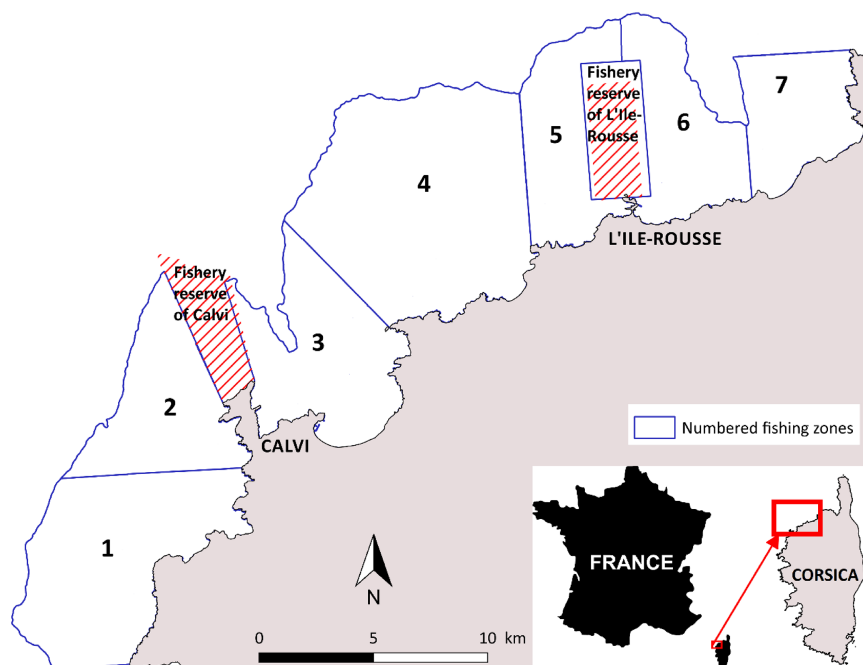 7
Fishery
reserve
of L'Ile-
Rousse
5
6
4
L'ILE-ROUSSE
Fishery
reserve
of Calvi
3
2
CALVI
Numbered fishing zones
1
FRANCE
CORSICA
N
0 5 10 km